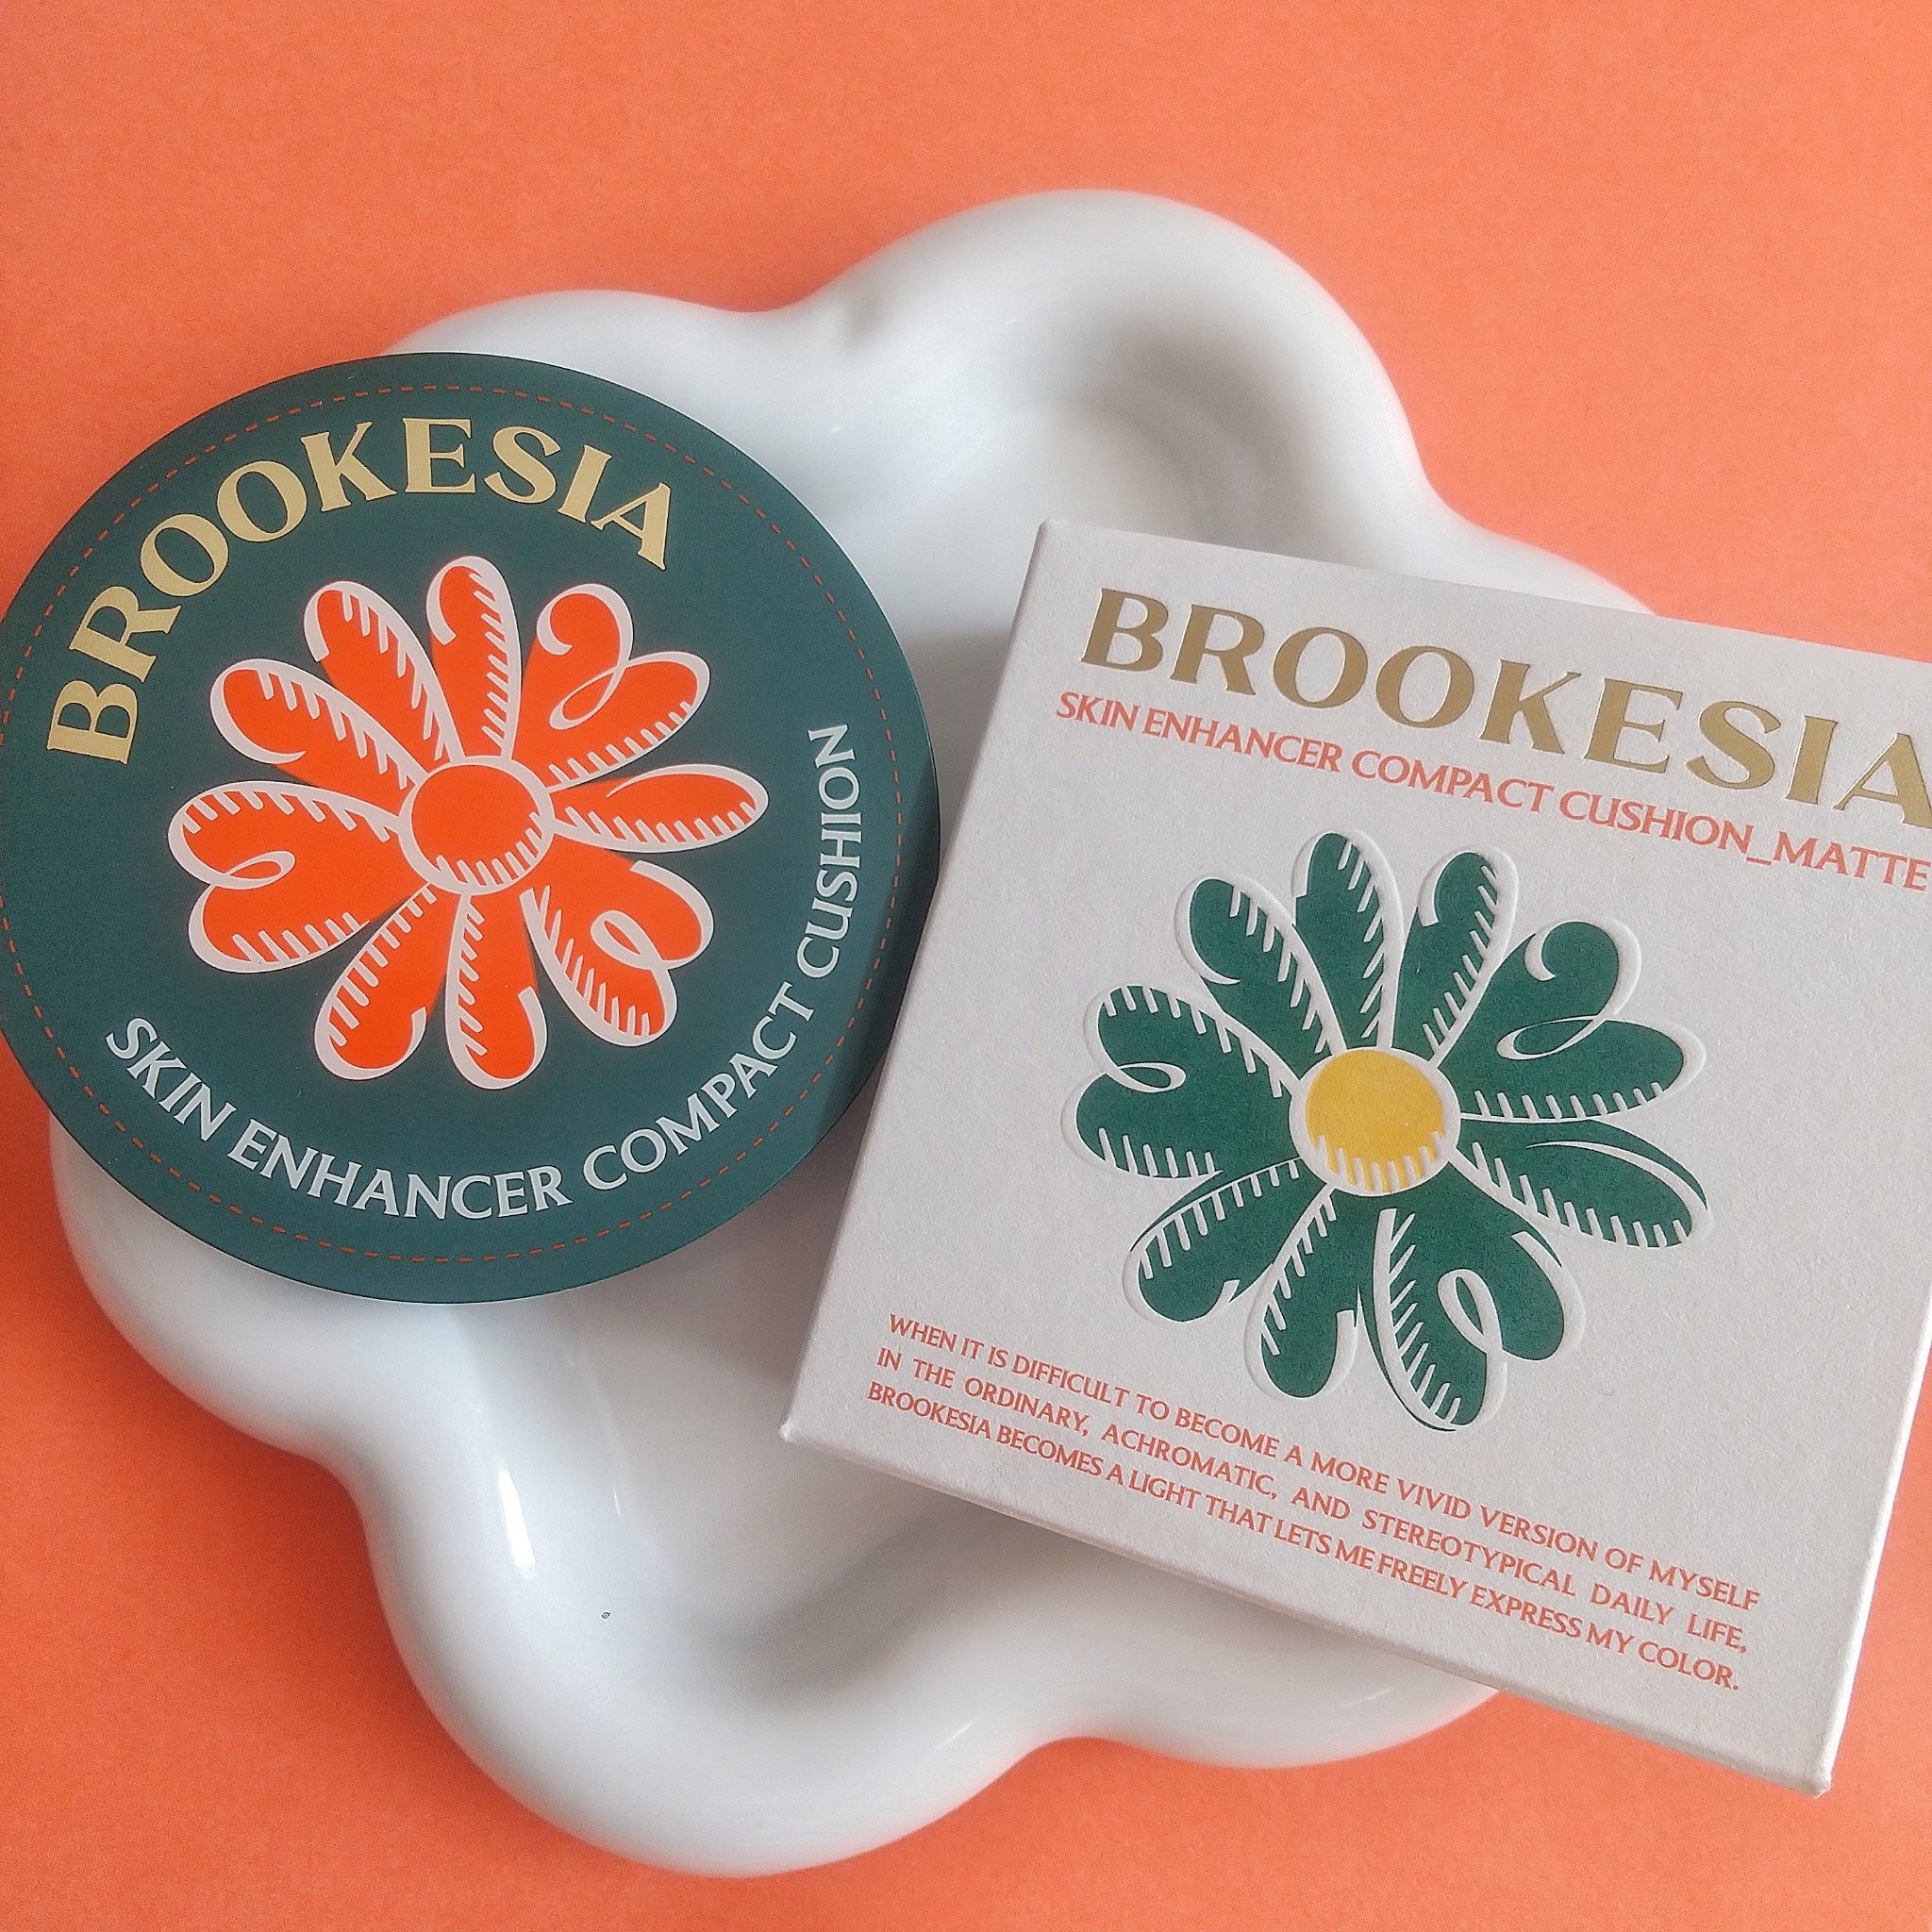 BROOKESIA
SKIN ENHANCER COMPACT CUSHION
BROOKESIA
SKIN ENHANCER COMPACT CUSHION_MATTE
WHEN IT IS DIFFICULT TO BECOME A MORE VIVID VERSION OF MYSELF
IN THE ORDINARY, ACHROMATIC, AND STEREOTYPICAL DAILY LIFE,
BROOKESIA BECOMES A LIGHT THAT LETS ME FREELY EXPRESS MY COLOR.